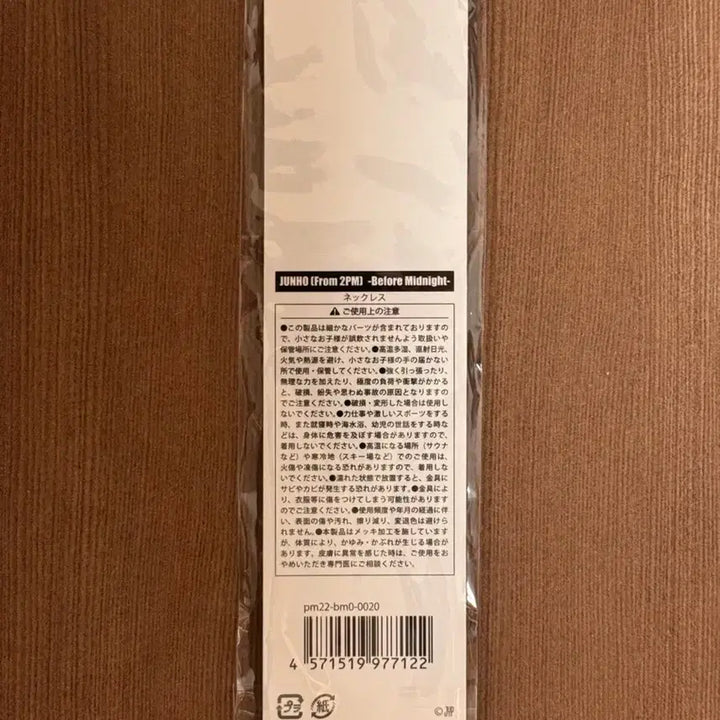 JUNHO (From 2PM) -Before Midnight-
ネックレス
⚠ ご使用上の注意
●この製品は細かなパーツが含まれておりますの
で、小さなお子様が誤飲されませんよう取扱いや
保管場所にご注意ください。●高温多湿、直射日光、
火気や熱源を避け、小さなお子様の手の届かない
所で使用・保管してください。●強く引っ張ったり、
無理な力を加えたり、極度の負荷や衝撃がかかる
と、破損、紛失や思わぬ事故の原因となりますの
でご注意ください。●破損・変形した場合は使用し
ないでください。●力仕事や激しいスポーツをする
時、また就寝時や海水浴、幼児の世話をする時な
どは、身体に危害を及ぼす場合がありますので、
着用しないでください。●高温になる場所（サウナ
など）や寒冷地（スキー場など）でのご使用は、
火傷や凍傷になる恐れがありますので、着用しな
いでください。●濡れた状態で放置すると、金具に
サビやカビが発生する恐れがあります。●金具によ
り、衣服等に傷をつけてしまう可能性があります
のでご注意ください。●使用頻度や年月の経過に伴
い、表面の傷や汚れ、擦り減り、変退色は避けら
れません。●本製品はメッキ加工を施しています
が、体質により、かゆみ・かぶれが生じる場合が
あります。皮膚に異常を感じた時は、ご使用をお
やめいただき専門医にご相談ください。
pm22-bm0-0020
4 571519 977122
プラ 紙